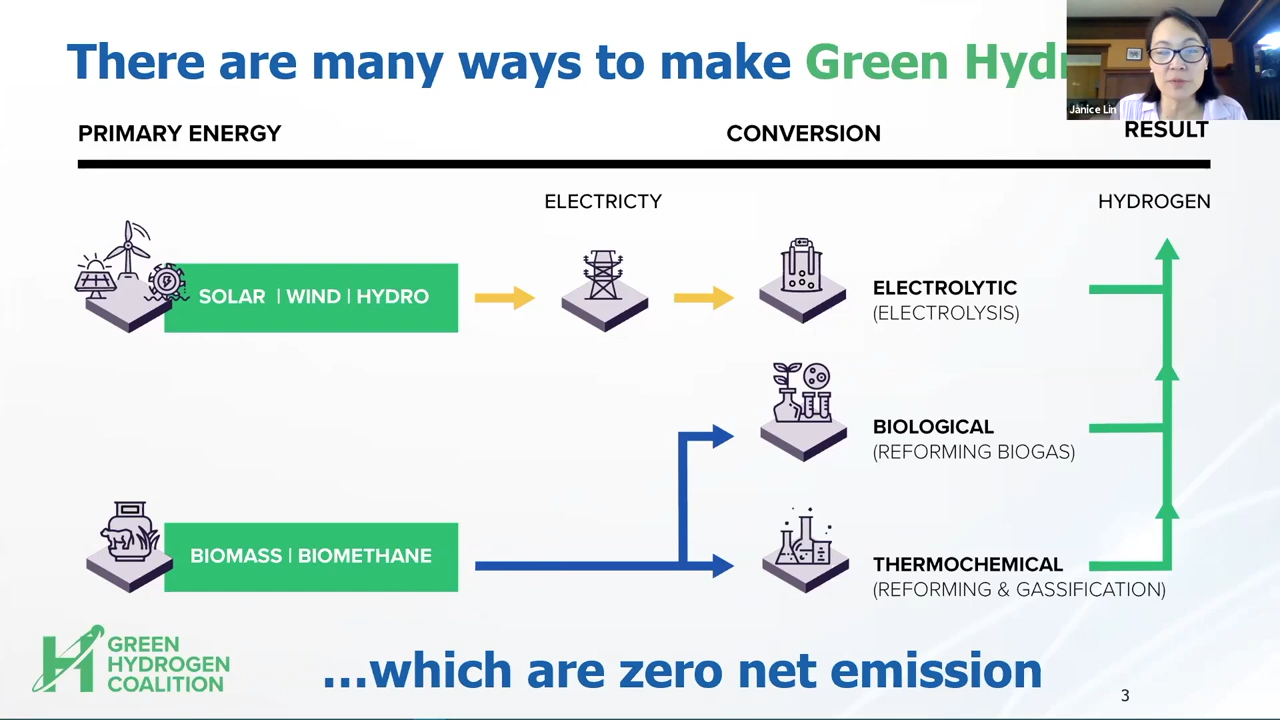 There are many ways to make Green Hydr
Janice Lin
PRIMARY ENERGY
CONVERSION
RESULT
ELECTRICTY
HYDROGEN
SOLAR | WIND | HYDRO
ELECTROLYTIC
(ELECTROLYSIS)
BIOLOGICAL
(REFORMING BIOGAS)
BIOMASS | BIOMETHANE
THERMOCHEMICAL
(REFORMING & GASSIFICATION)
GREEN
HYDROGEN
COALITION
...which are zero net emission
3